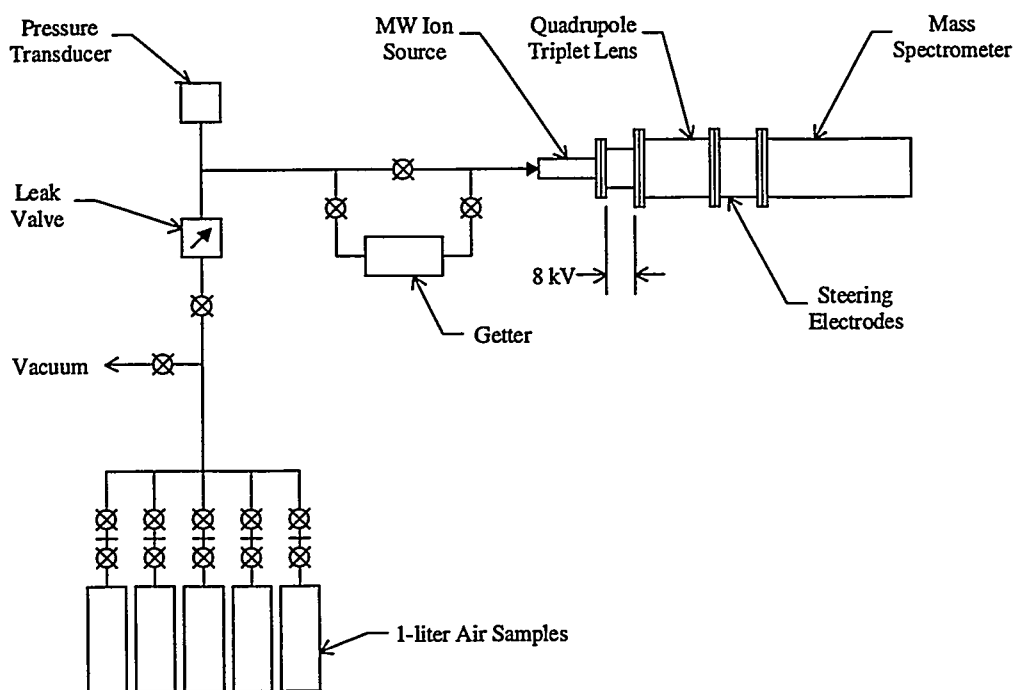 Pressure
Transducer
MW Ion
Source
Quadrupole
Triplet Lens
Mass
Spectrometer
Leak
Valve
8 kV
Steering
Electrodes
Getter
Vacuum
1-liter Air Samples